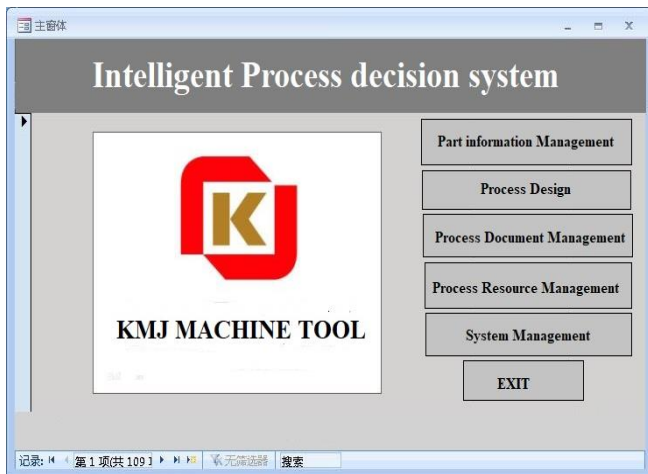 主窗体
Intelligent Process decision system
Part information Management
Process Design
K
Process Document Management
Process Resource Management
KMJ MACHINE TOOL
System Management
EXIT
记录: 第 1 项(共 109 无筛选器 搜索